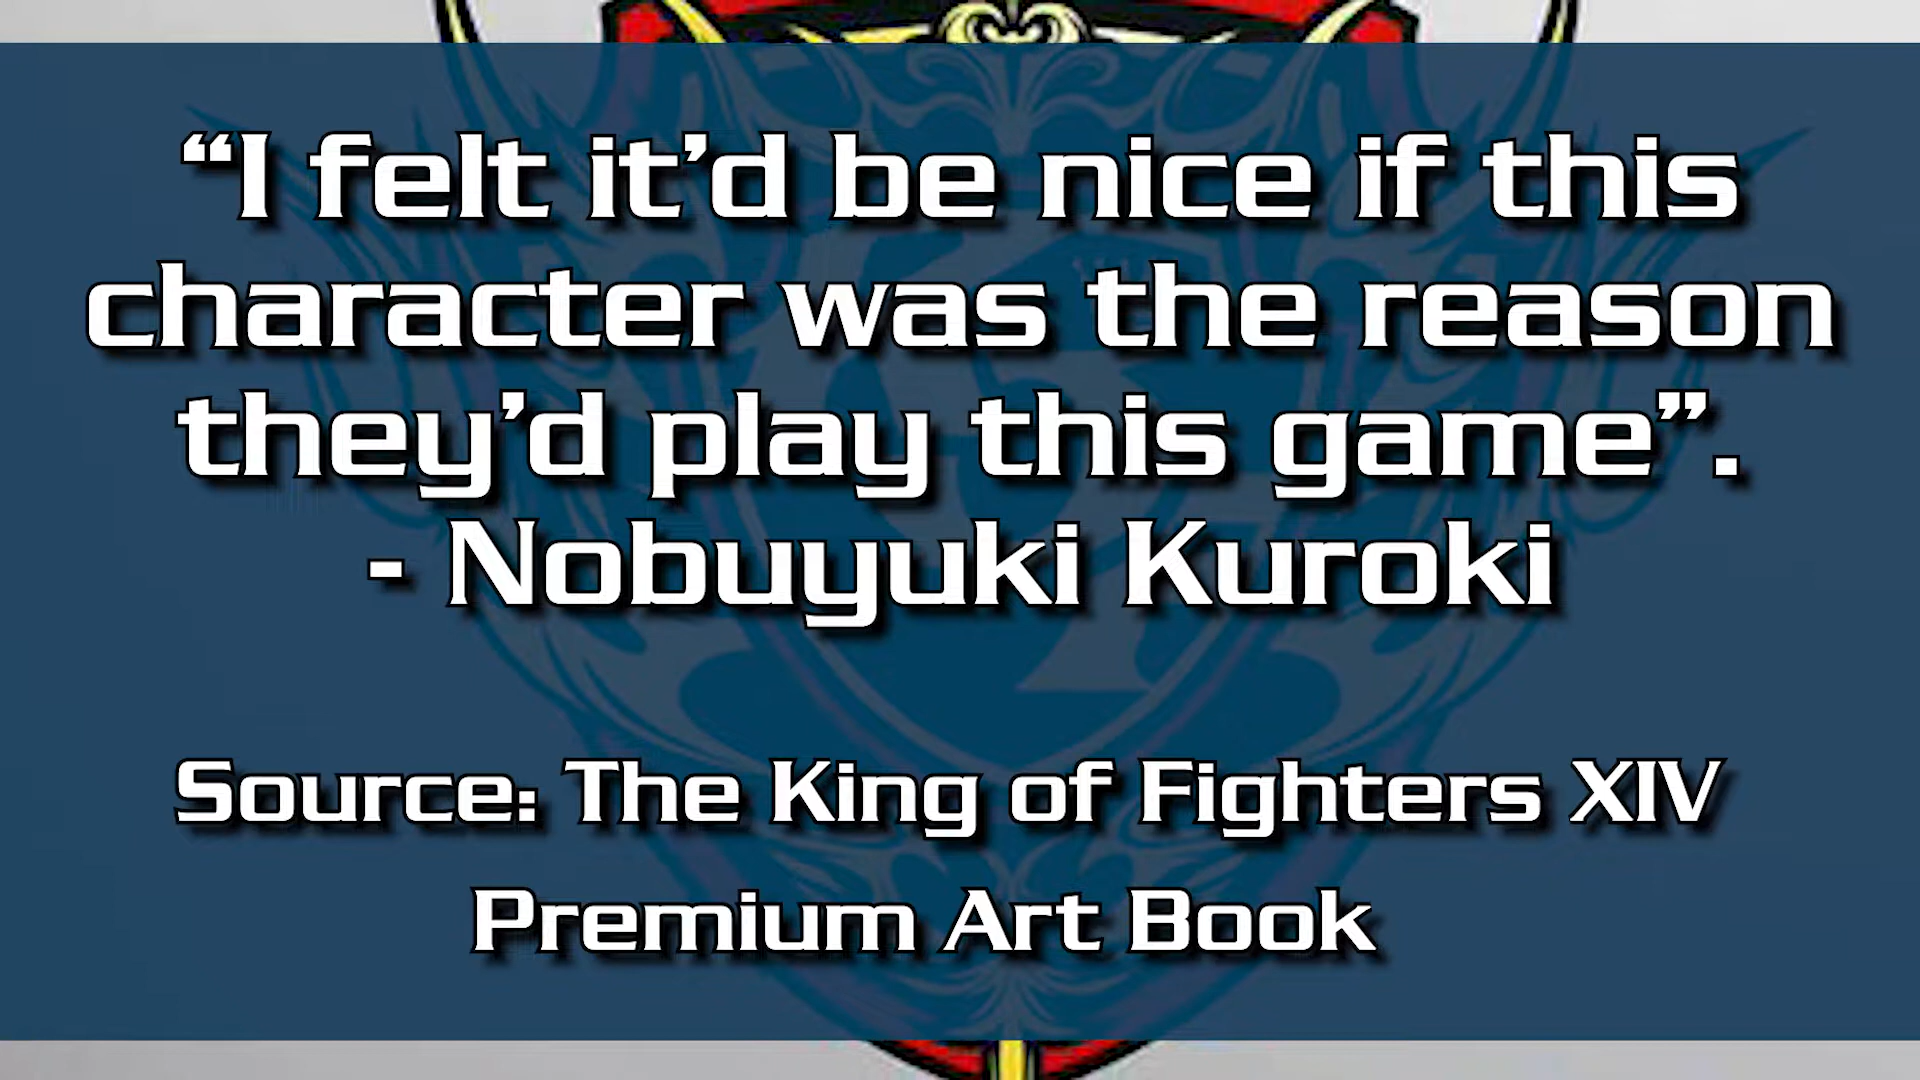 “I felt it’d be nice if this
character was the reason
they’d play this game”.
- Nobuyuki Kuroki
Source: The King of Fighters XIV
Premium Art Book